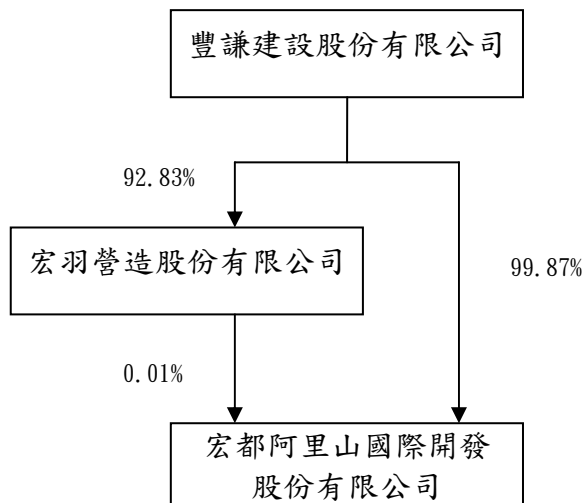 豐謙建設股份有限公司
92.83%
宏羽營造股份有限公司
99.87%
0.01%
宏都阿里山國際開發
股份有限公司